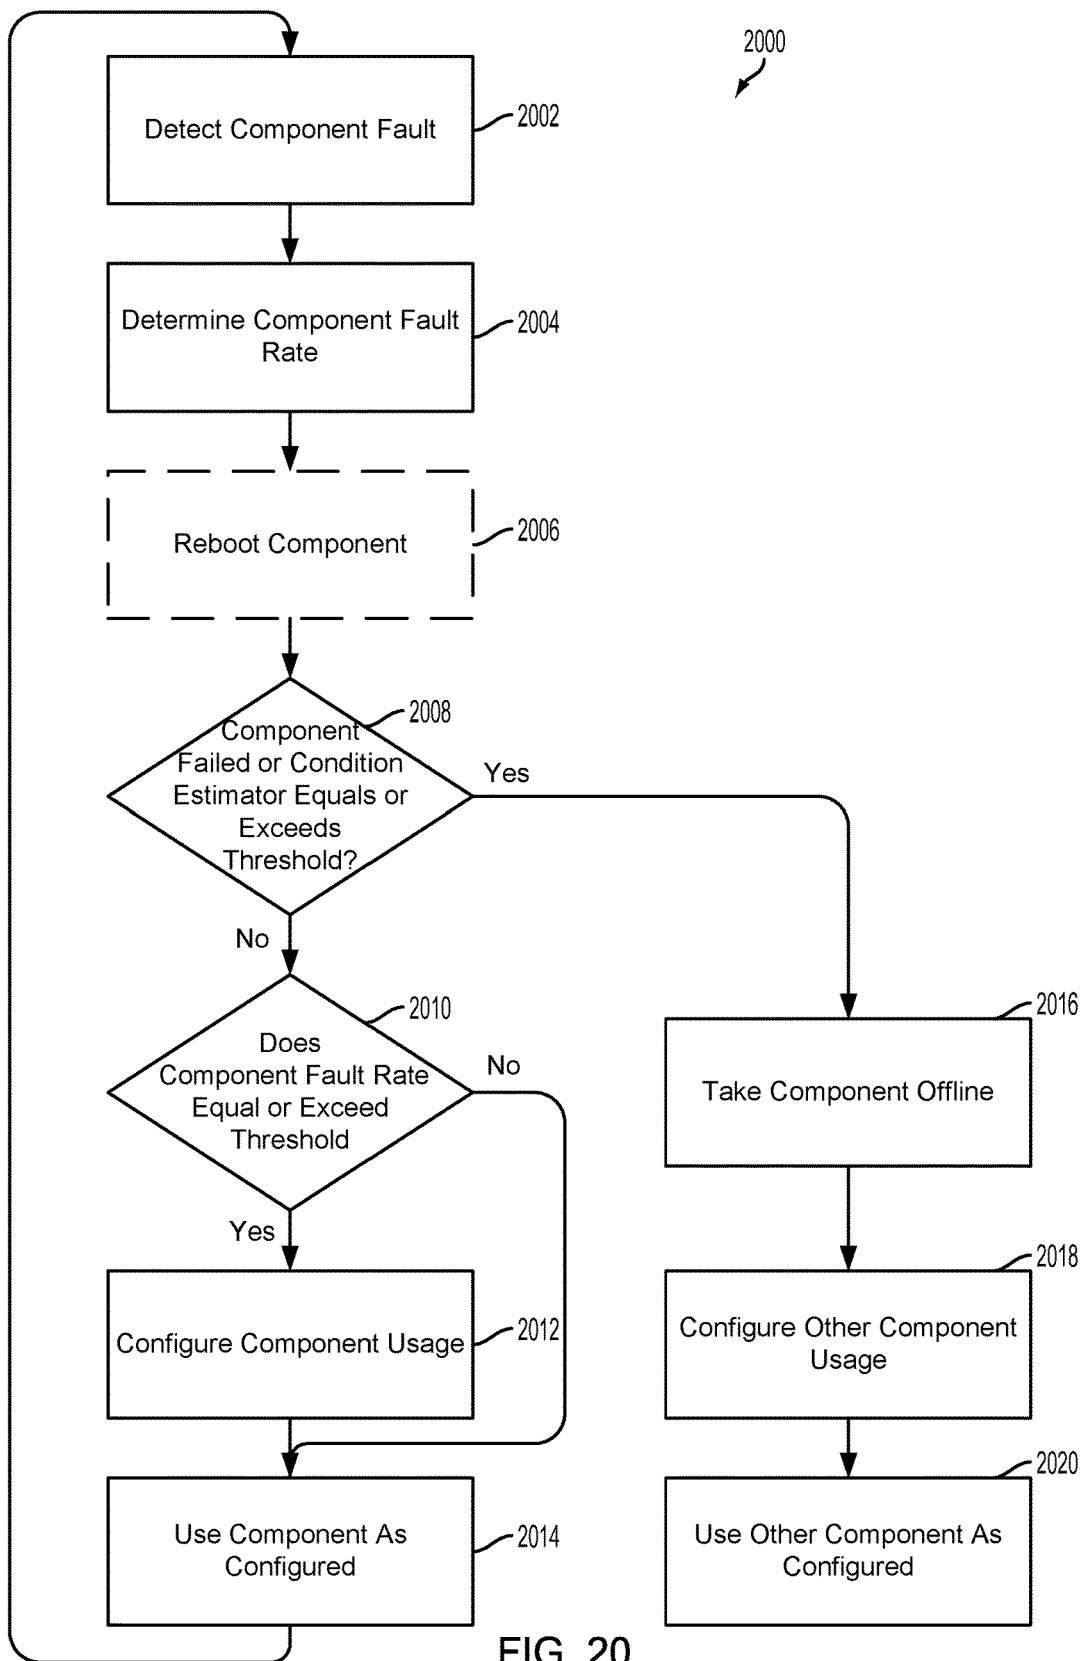 2000
Detect Component Fault
2002
Determine Component Fault
Rate
2004
Reboot Component
2006
Component
Failed or Condition
Estimator Equals or
Exceeds
Threshold?
2008
Yes
No
Does
Component Fault Rate
Equal or Exceed
Threshold
2010
No
Yes
Configure Component Usage
2012
Use Component As
Configured
2014
Take Component Offline
2016
Configure Other Component
Usage
2018
Use Other Component As
Configured
2020
FIG. 20